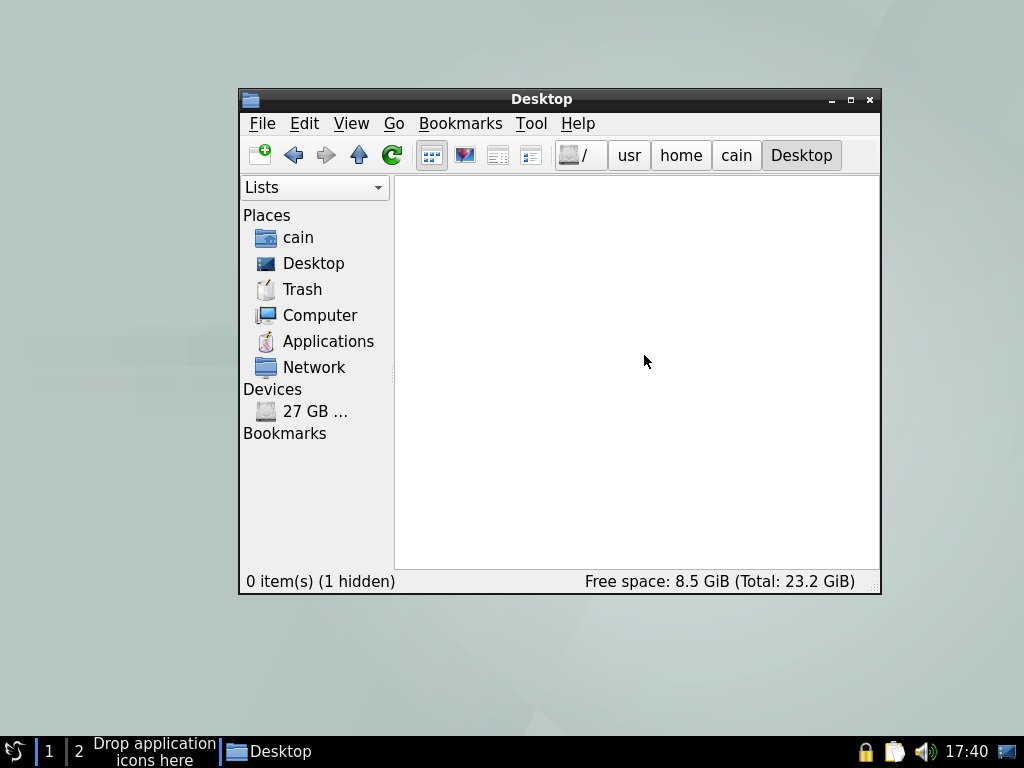 Desktop
File Edit View Go Bookmarks Tool Help
/ usr home cain Desktop
Lists
Places
cain
Desktop
Trash
Computer
Applications
Network
Devices
27 GB ...
Bookmarks
0 item(s) (1 hidden) Free space: 8.5 GiB (Total: 23.2 GiB)
1 2 Drop application
icons here
Desktop 17:40